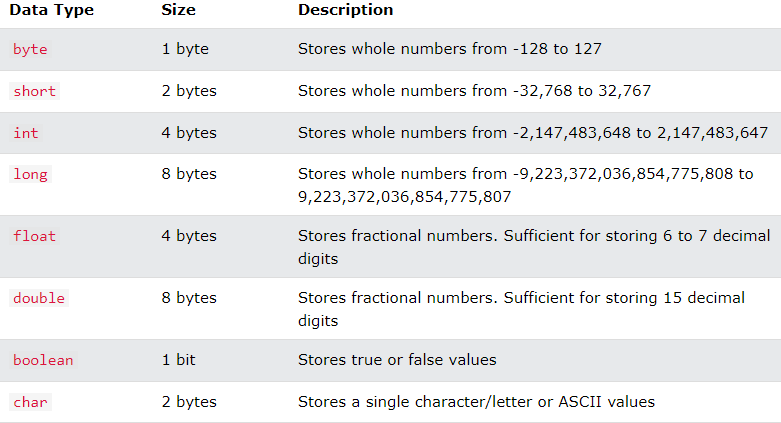 Data Type Size Description
byte 1 byte Stores whole numbers from -128 to 127
short 2 bytes Stores whole numbers from -32,768 to 32,767
int 4 bytes Stores whole numbers from -2,147,483,648 to 2,147,483,647
long 8 bytes Stores whole numbers from -9,223,372,036,854,775,808 to
9,223,372,036,854,775,807
float 4 bytes Stores fractional numbers. Sufficient for storing 6 to 7 decimal
digits
double 8 bytes Stores fractional numbers. Sufficient for storing 15 decimal
digits
boolean 1 bit Stores true or false values
char 2 bytes Stores a single character/letter or ASCII values